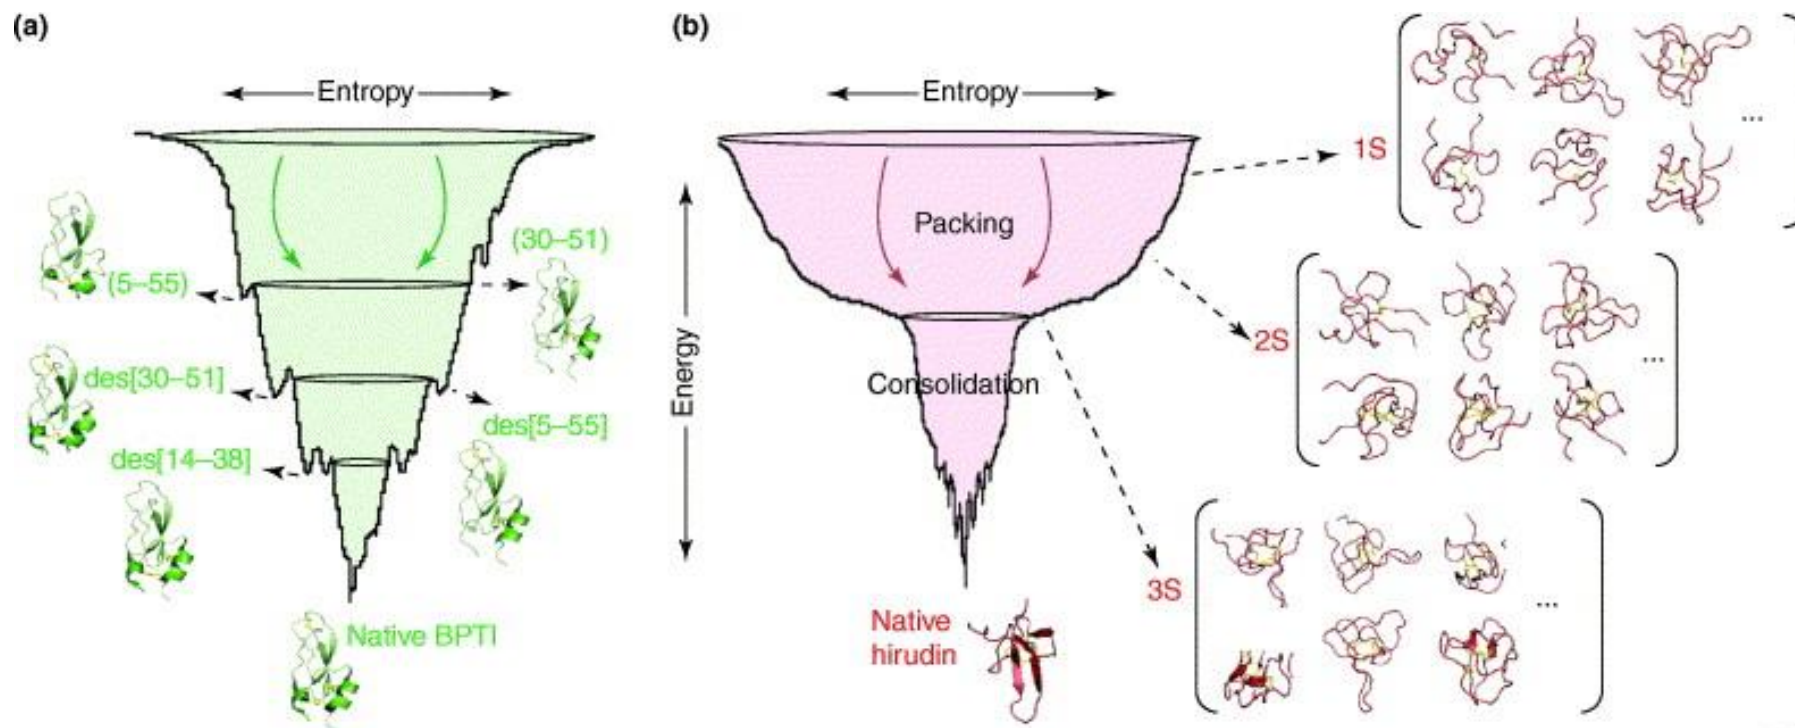 (a)
Entropy
(5–55)
(30–51)
des[30–51]
des[5–55]
des[14–38]
Native BPTI
(b)
Entropy
Energy
Packing
Consolidation
1S
...
2S
...
3S
...
Native
hirudin